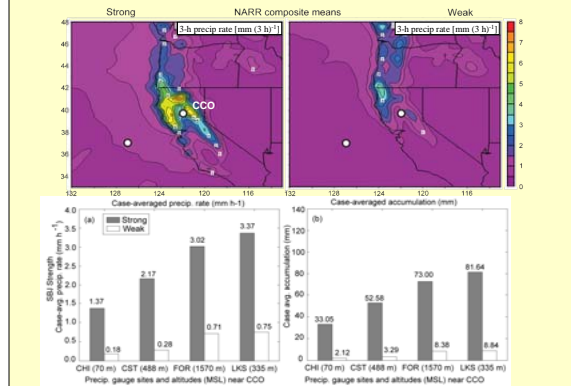 Strong NARR composite means Weak
3-h precip rate [mm (3 h)-1] 3-h precip rate [mm (3 h)-1]
48
46
44
42
40
38
36
34
CCO
132 128 124 120 116 132 128 124 120 116
8
7
6
5
4
3
2
1
0
Case-averaged precip. rate (mm h-1) Case-averaged accumulation (mm)
(a) Strong Weak
SBJ Strength
Case-avg. precip. rate (mm h-1)
4.0
3.5
3.0
2.5
2.0
1.5
1.0
0.5
0.0
1.37 0.18 2.17 0.28 3.02 0.71 3.37 0.75
CHI (70 m) CST (488 m) FOR (1570 m) LKS (335 m)
Precip. gauge sites and altitudes (MSL) near CCO
(b)
Case avg. accumulation (mm)
140
120
100
80
60
40
20
0
33.05 2.12 52.58 3.29 73.00 8.38 81.64 8.84
CHI (70 m) CST (488 m) FOR (1570 m) LKS (335 m)
Precip. gauge sites and altitudes (MSL) near CCO